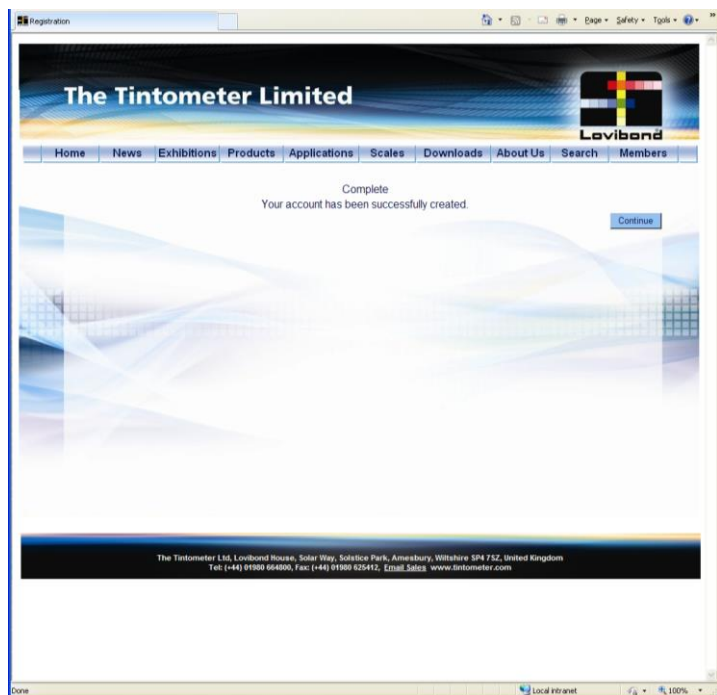 Registration
Page Safety Tools
The Tintometer Limited
Lovibond
Home News Exhibitions Products Applications Scales Downloads About Us Search Members
Complete
Your account has been successfully created.
Continue
The Tintometer Ltd, Lovibond House, Solar Way, Solstice Park, Amesbury, Wiltshire SP4 7SZ, United Kingdom
Tel: (+44) 01980 664800, Fax: (+44) 01980 625412, Email Sales www.tintometer.com
Done Local intranet 100%